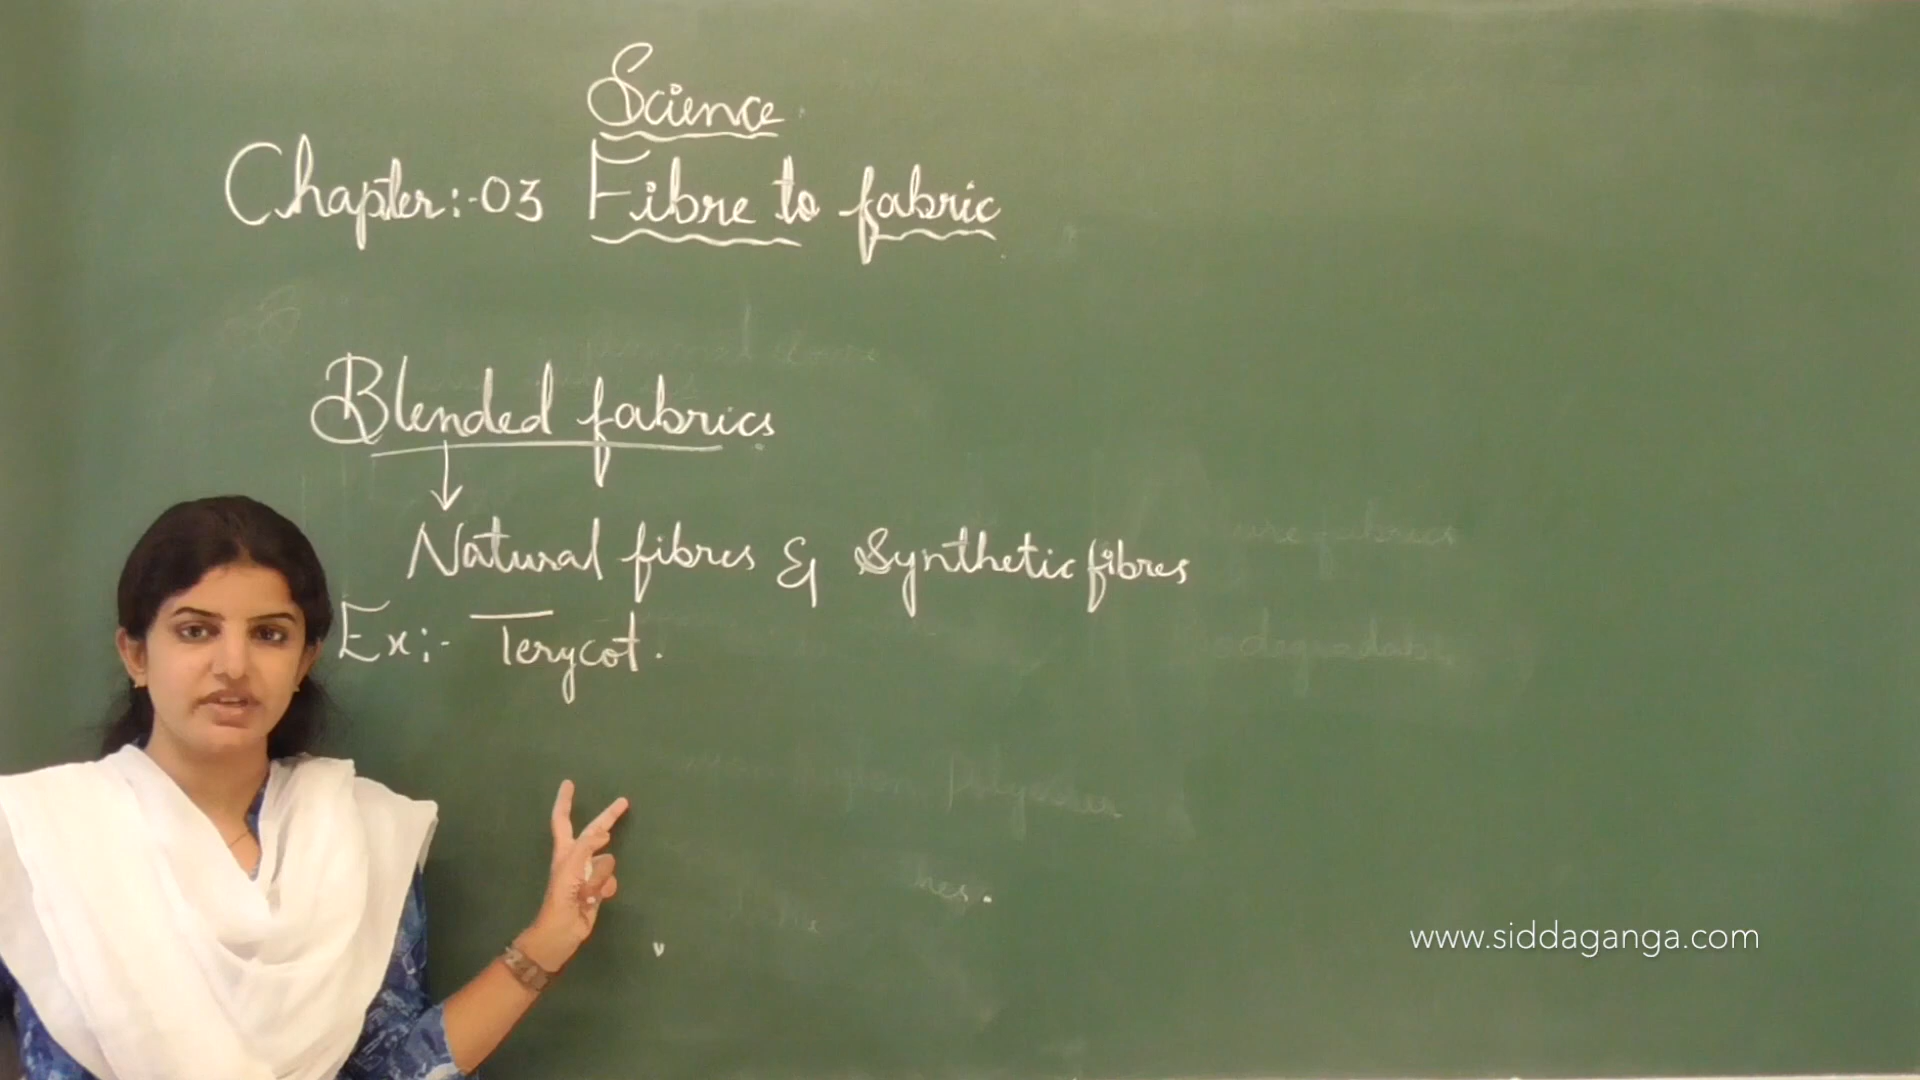 Science
Chapter:-03 Fibre to fabric
Blended fabrics
Natural fibres & Synthetic fibres
Ex:- Terycot.
www.siddaganga.com